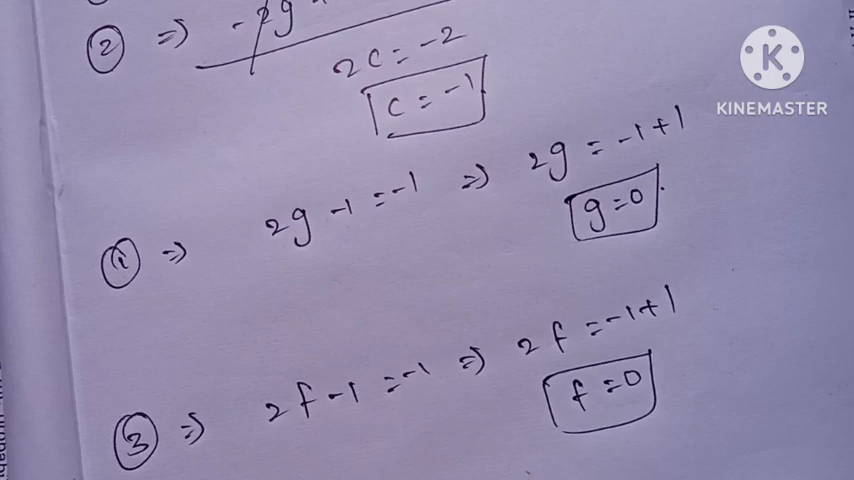 ② => -2g
2c = -2
c = -1
① => 2g - 1 = -1 => 2g = -1+1
g = 0
③ => 2f - 1 = -1 => 2f = -1+1
f = 0
KINEMASTER